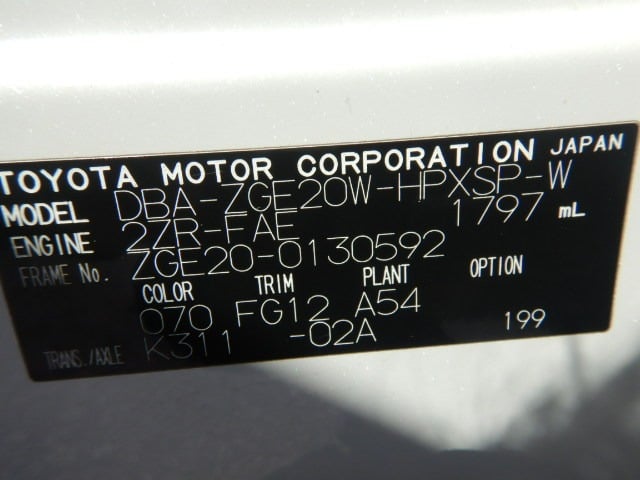 TOYOTA MOTOR CORPORATION JAPAN
MODEL DBA-ZGE20W-HPXSP-W
ENGINE 2ZR-FAE 1797 mL
FRAME No. ZGE20-0130592
COLOR TRIM PLANT OPTION
070 FG12 A54
TRANS./AXLE K311 -02A 199